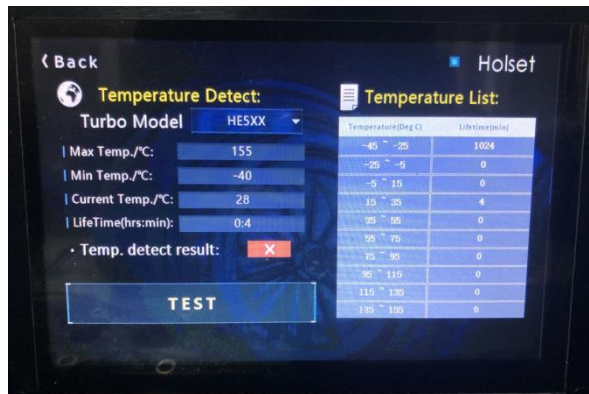 Back
Holset
Temperature Detect:
Turbo Model HE5XX
Max Temp./℃: 155
Min Temp./℃: -40
Current Temp./℃: 28
LifeTime(hrs:min): 0:4
· Temp. detect result: X
TEST
Temperature List:
Temperature(Deg C) Lifetime(min)
-45 ~ -25 1024
-25 ~ -5 0
-5 ~ 15 0
15 ~ 35 4
35 ~ 55 0
55 ~ 75 0
75 ~ 95 0
95 ~ 115 0
115 ~ 135 0
135 ~ 155 6